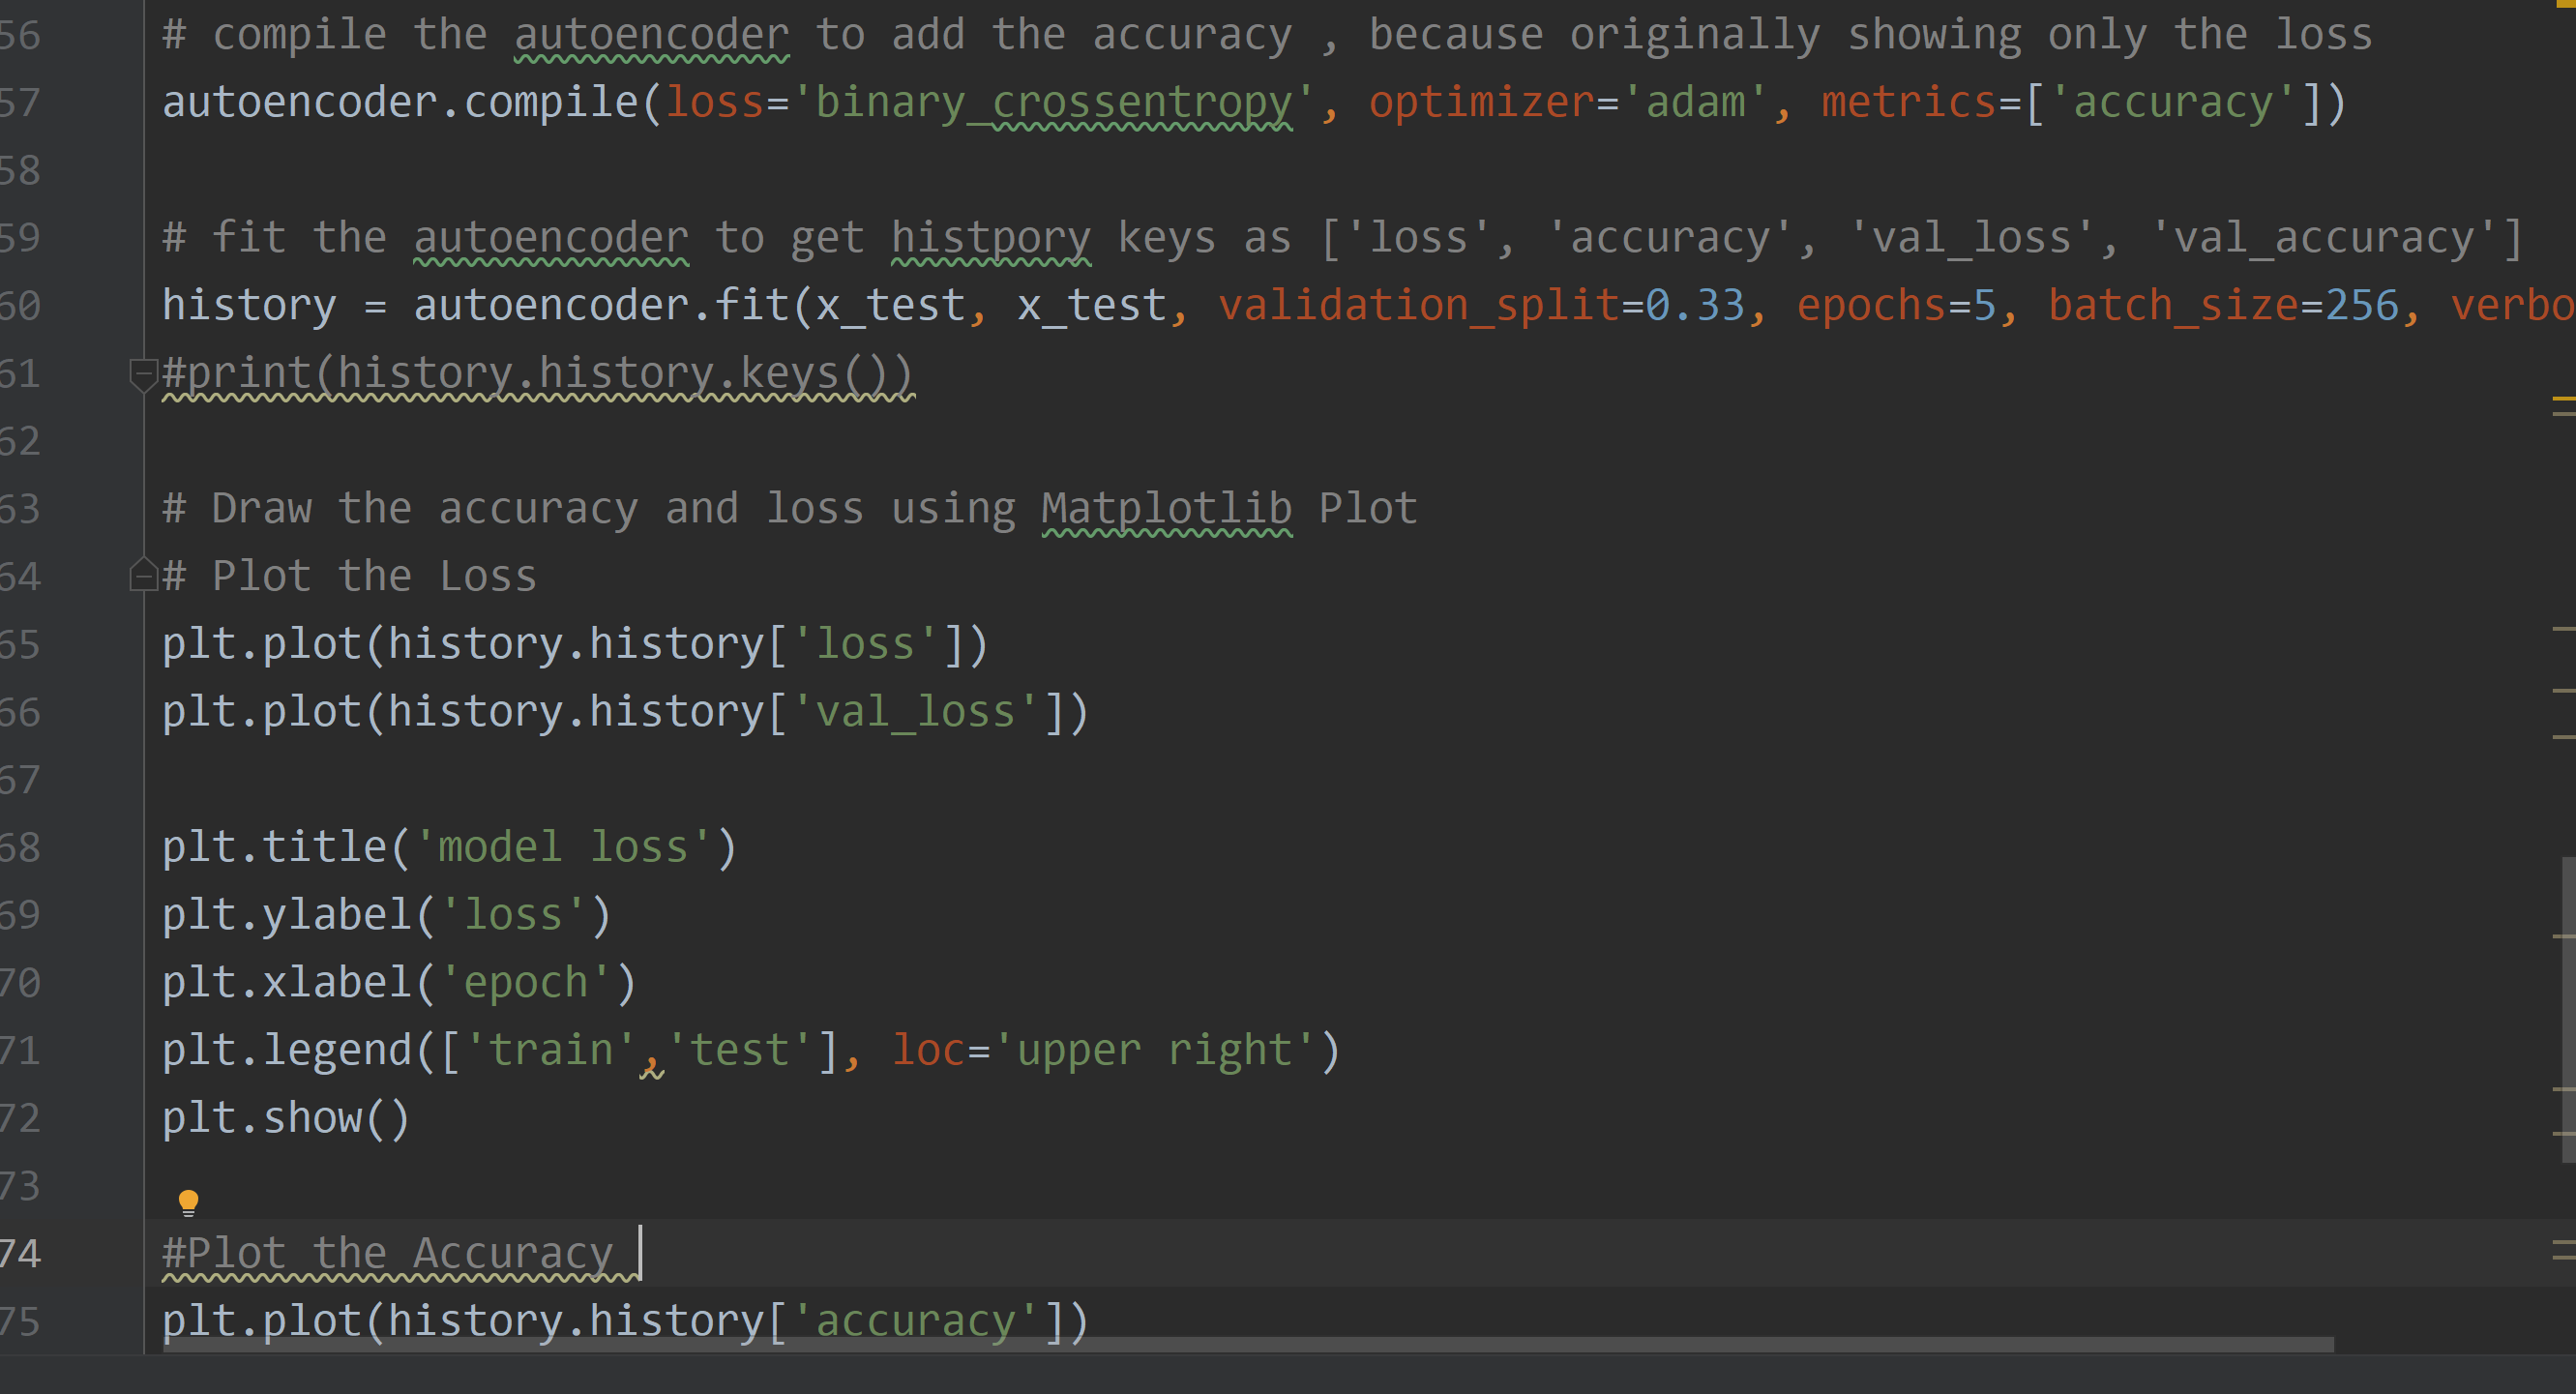 56 # compile the autoencoder to add the accuracy , because originally showing only the loss
57 autoencoder.compile(loss='binary_crossentropy', optimizer='adam', metrics=['accuracy'])
58
59 # fit the autoencoder to get histpory keys as ['loss', 'accuracy', 'val_loss', 'val_accuracy']
60 history = autoencoder.fit(x_test, x_test, validation_split=0.33, epochs=5, batch_size=256, verbo
61 #print(history.history.keys())
62
63 # Draw the accuracy and loss using Matplotlib Plot
64 # Plot the Loss
65 plt.plot(history.history['loss'])
66 plt.plot(history.history['val_loss'])
67
68 plt.title('model loss')
69 plt.ylabel('loss')
70 plt.xlabel('epoch')
71 plt.legend(['train','test'], loc='upper right')
72 plt.show()
73
74 #Plot the Accuracy
75 plt.plot(history.history['accuracy'])